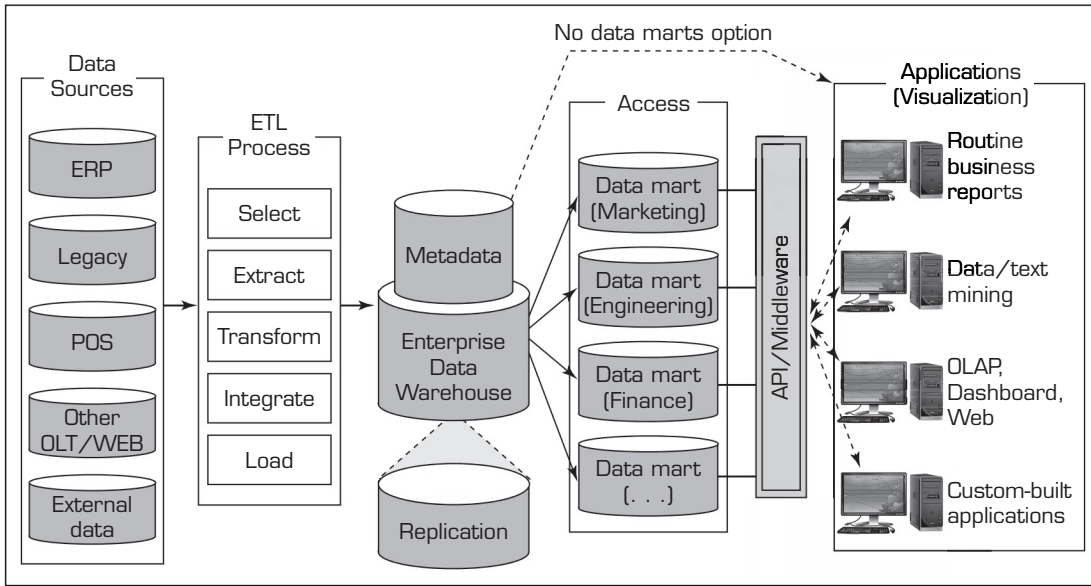 No data marts option
Data
Sources
ERP
Legacy
POS
Other
OLT/WEB
External
data
ETL
Process
Select
Extract
Transform
Integrate
Load
Metadata
Enterprise
Data
Warehouse
Replication
Access
Data mart
(Marketing)
Data mart
(Engineering)
Data mart
(Finance)
Data mart
(. . .)
API/Middleware
Applications
(Visualization)
Routine
business
reports
Data/text
mining
OLAP,
Dashboard,
Web
Custom-built
applications